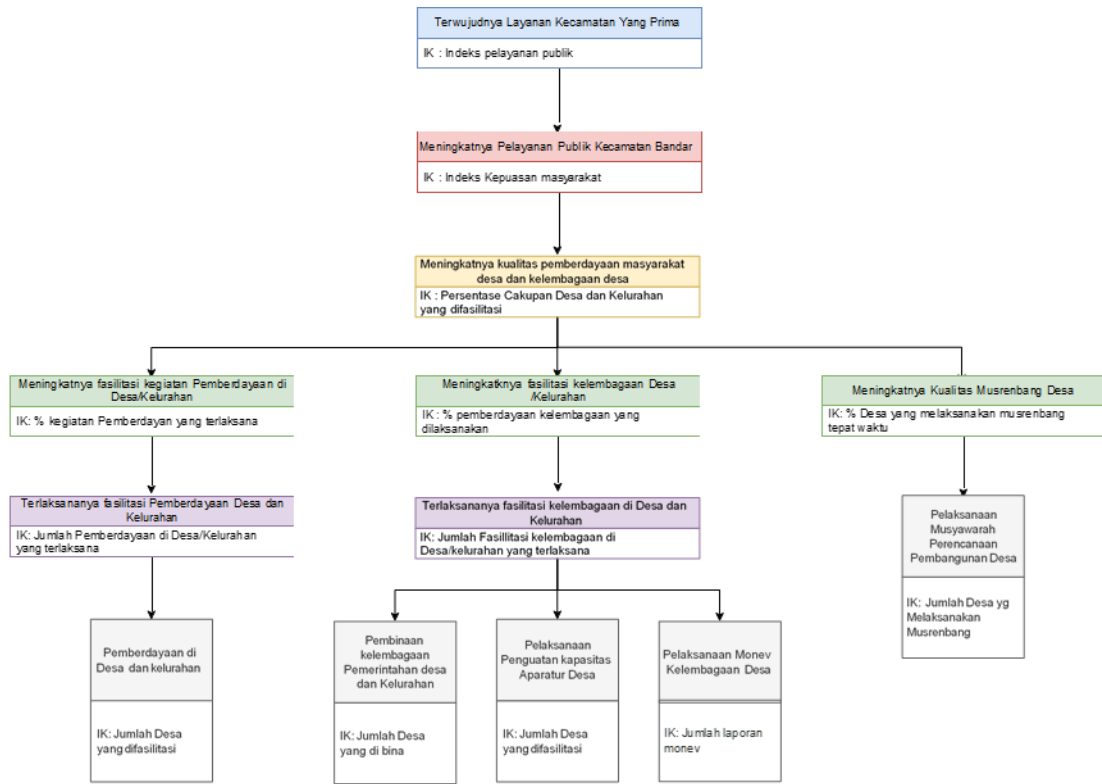 Terwujudnya Layanan Kecamatan Yang Prima
IK : Indeks pelayanan publik
Meningkatnya Pelayanan Publik Kecamatan Bandar
IK : Indeks Kepuasan masyarakat
Meningkatnya kualitas pemberdayaan masyarakat
desa dan kelembagaan desa
IK : Persentase Cakupan Desa dan Kelurahan
yang difasilitasi
Meningkatnya fasilitasi kegiatan Pemberdayaan di
Desa/Kelurahan
IK: % kegiatan Pemberdayan yang terlaksana
Meningkatknya fasilitasi kelembagaan Desa
/Kelurahan
IK : % pemberdayaan kelembagaan yang
dilaksanakan
Meningkatnya Kualitas Musrenbang Desa
IK: % Desa yang melaksanakan musrenbang
tepat waktu
Terlaksananya fasilitasi Pemberdayaan Desa dan
Kelurahan
IK: Jumlah Pemberdayaan di Desa/Kelurahan
yang terlaksana
Terlaksananya fasilitasi kelembagaan di Desa dan
Kelurahan
IK: Jumlah Fasillitasi kelembagaan di
Desa/kelurahan yang terlaksana
Pelaksanaan
Musyawarah
Perencanaan
Pembangunan Desa
IK: Jumlah Desa yg
Melaksanakan
Musrenbang
Pemberdayaan di
Desa dan kelurahan
IK: Jumlah Desa
yang difasilitasi
Pembinaan
kelembagaan
Pemerintahan desa
dan Kelurahan
IK: Jumlah Desa
yang di bina
Pelaksanaan
Penguatan kapasitas
Aparatur Desa
IK: Jumlah Desa
yang difasilitasi
Pelaksanaan Monev
Kelembagaan Desa
IK: Jumlah laporan
monev